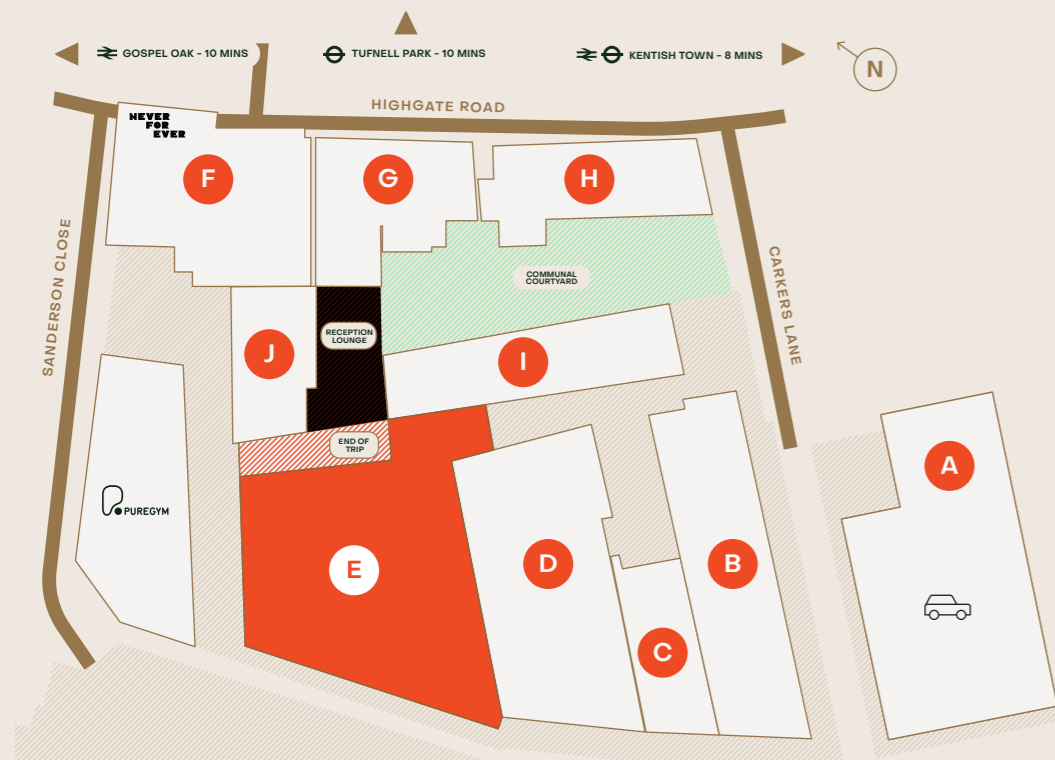 GOSPEL OAK - 10 MINS
TUFNELL PARK - 10 MINS
KENTISH TOWN - 8 MINS
N
HIGHGATE ROAD
NEVER
FOR
EVER
F
G
H
SANDERSON CLOSE
CARKERS LANE
COMMUNAL
COURTYARD
RECEPTION
LOUNGE
J
I
END OF
TRIP
A
PUREGYM
E
D
B
C